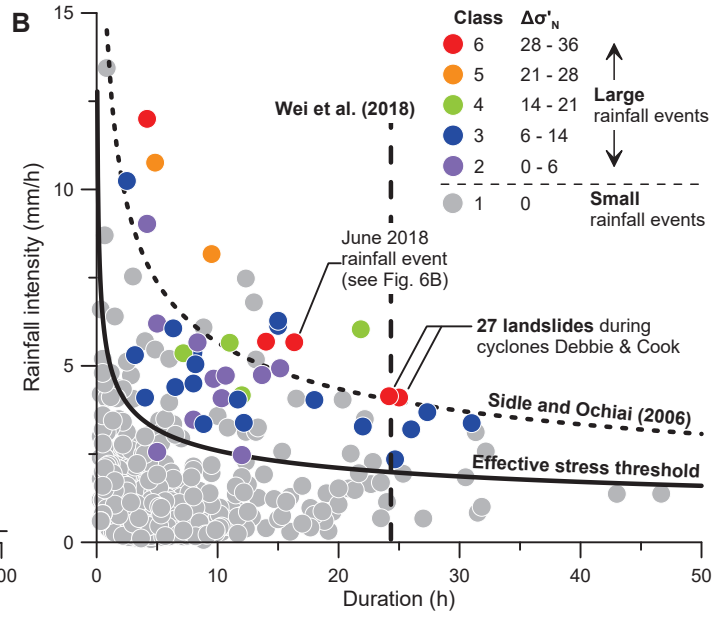 B
Class Δσ'N
6 28 - 36
5 21 - 28
4 14 - 21
3 6 - 14
2 0 - 6
1 0
Large
rainfall events
Small
rainfall events
Wei et al. (2018)
June 2018
rainfall event
(see Fig. 6B)
27 landslides during
cyclones Debbie & Cook
Sidle and Ochiai (2006)
Effective stress threshold
Rainfall intensity (mm/h)
15
10
5
0
00
0 10 20 30 40 50
Duration (h)